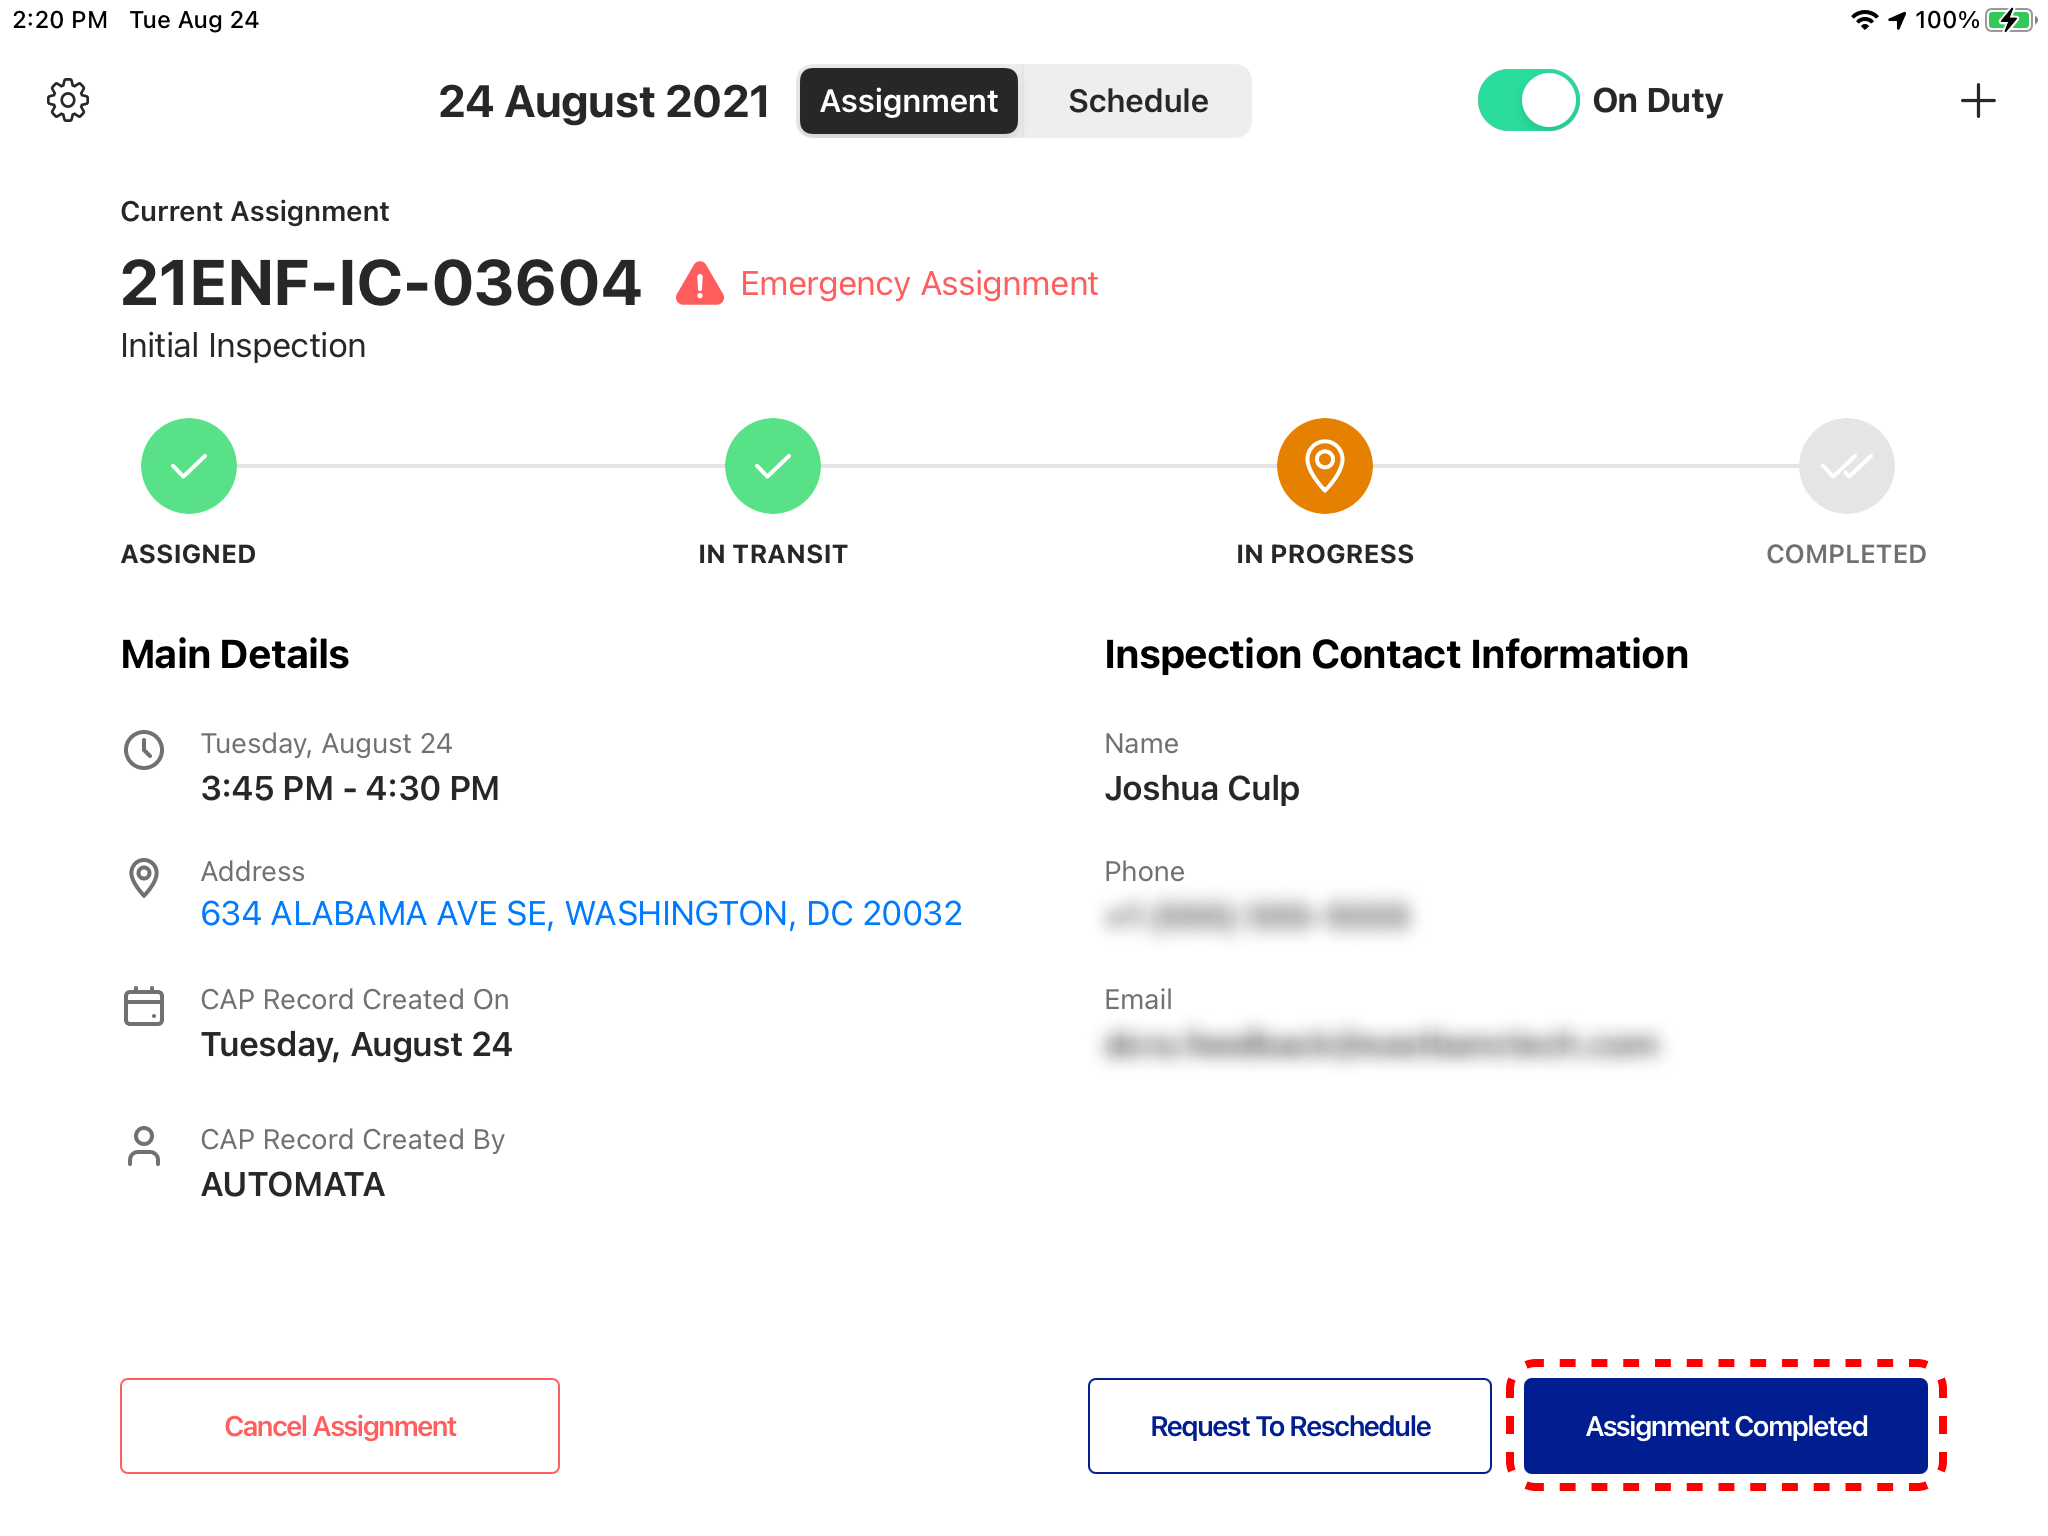 2:20 PM Tue Aug 24 100%
24 August 2021 Assignment Schedule On Duty
Current Assignment
21ENF-IC-03604 Emergency Assignment
Initial Inspection
ASSIGNED IN TRANSIT IN PROGRESS COMPLETED
Main Details
Tuesday, August 24
3:45 PM - 4:30 PM
Address
634 ALABAMA AVE SE, WASHINGTON, DC 20032
CAP Record Created On
Tuesday, August 24
CAP Record Created By
AUTOMATA
Inspection Contact Information
Name
Joshua Culp
Phone
Email
Cancel Assignment Request To Reschedule Assignment Completed